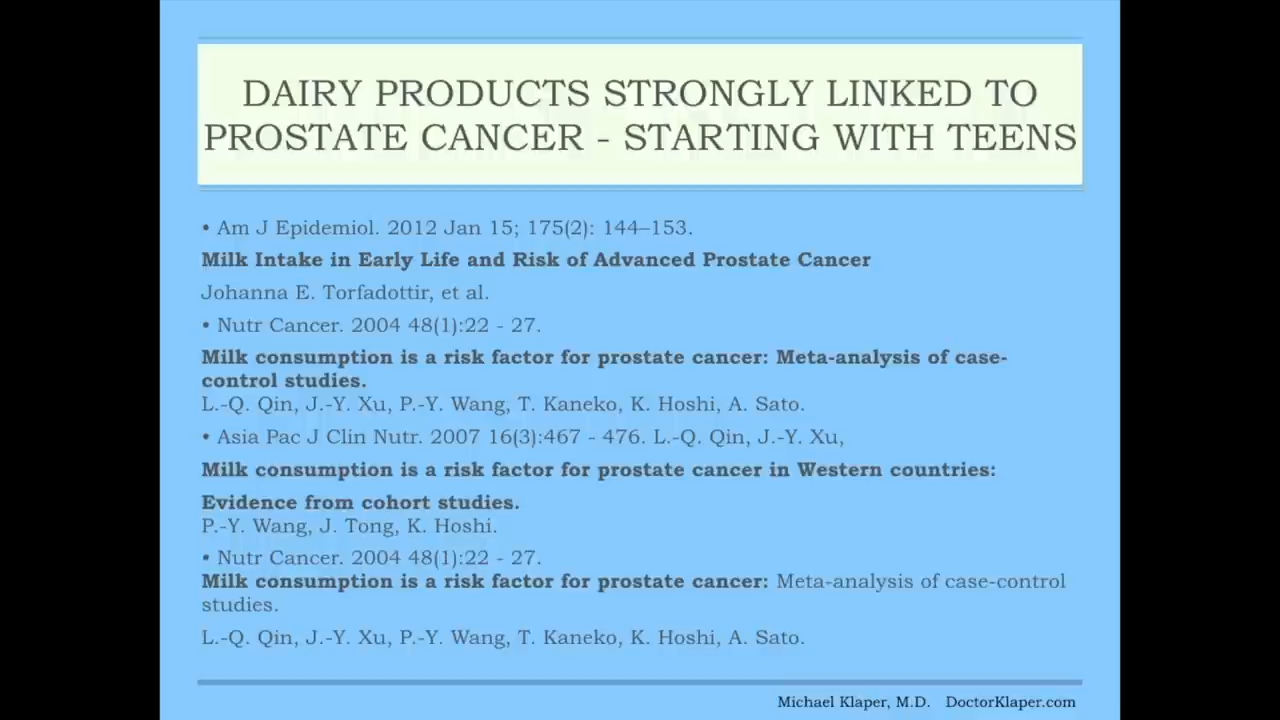 DAIRY PRODUCTS STRONGLY LINKED TO
PROSTATE CANCER - STARTING WITH TEENS
• Am J Epidemiol. 2012 Jan 15; 175(2): 144–153.
Milk Intake in Early Life and Risk of Advanced Prostate Cancer
Johanna E. Torfadottir, et al.
• Nutr Cancer. 2004 48(1):22 - 27.
Milk consumption is a risk factor for prostate cancer: Meta-analysis of case-
control studies.
L.-Q. Qin, J.-Y. Xu, P.-Y. Wang, T. Kaneko, K. Hoshi, A. Sato.
• Asia Pac J Clin Nutr. 2007 16(3):467 - 476. L.-Q. Qin, J.-Y. Xu,
Milk consumption is a risk factor for prostate cancer in Western countries:
Evidence from cohort studies.
P.-Y. Wang, J. Tong, K. Hoshi.
• Nutr Cancer. 2004 48(1):22 - 27.
Milk consumption is a risk factor for prostate cancer: Meta-analysis of case-control
studies.
L.-Q. Qin, J.-Y. Xu, P.-Y. Wang, T. Kaneko, K. Hoshi, A. Sato.
Michael Klaper, M.D. DoctorKlaper.com